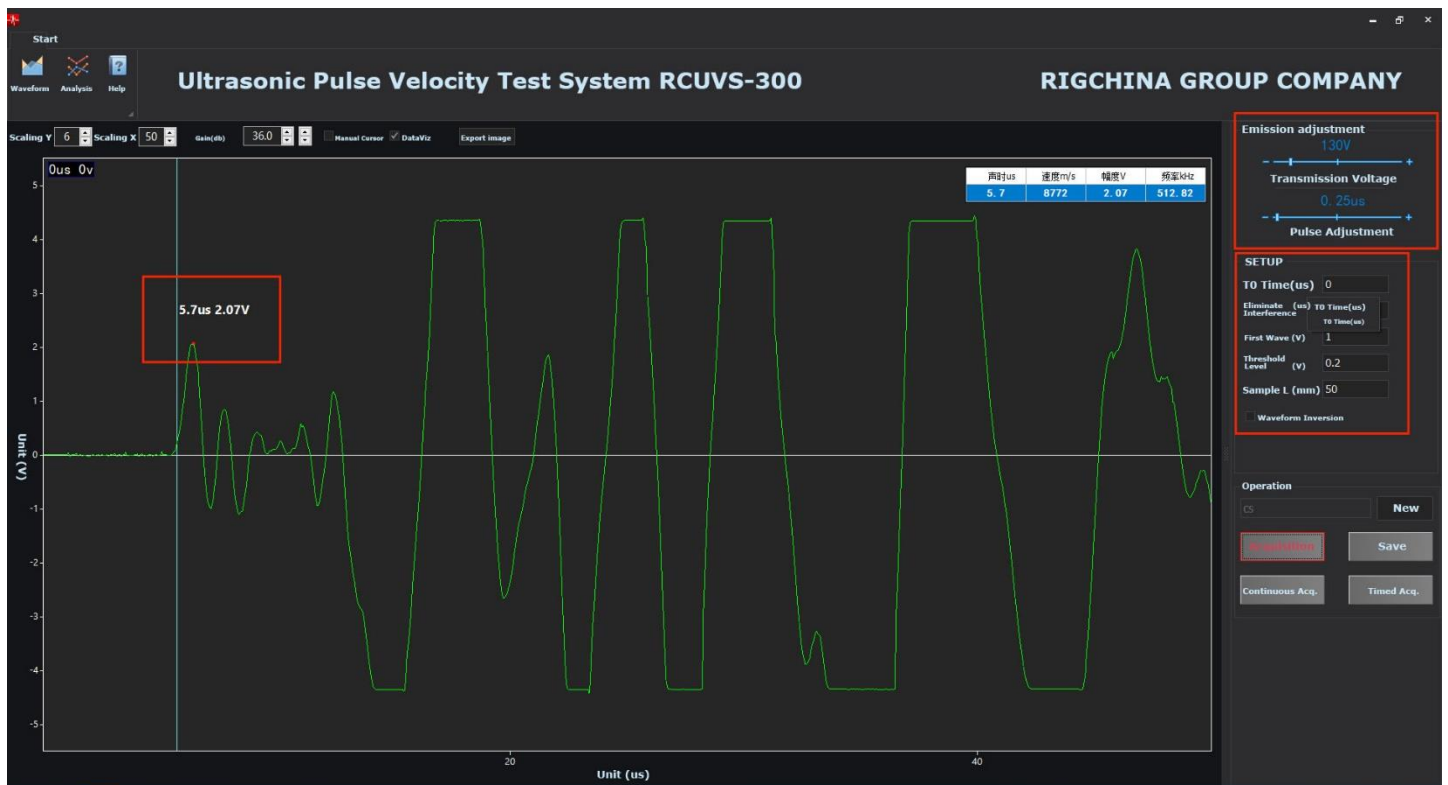 Start
Waveform Analysis Help
Ultrasonic Pulse Velocity Test System RCUVS-300
RIGCHINA GROUP COMPANY
Scaling Y 6 Scaling X 50 Gain(db) 36.0 Manual Cursor DataViz Export image
0us 0v
声时us 速度m/s 幅度V 频率kHz
5.7 8772 2.07 512.82
5.7us 2.07V
5
4
3
2
1
0
-1
-2
-3
-4
-5
Unit (V)
20 40
Unit (us)
Emission adjustment
130V
- +
Transmission Voltage
0.25us
- +
Pulse Adjustment
SETUP
T0 Time(us) 0
Eliminate (us)
Interference
T0 Time(us)
T0 Time(us)
First Wave (V) 1
Threshold
Level (V) 0.2
Sample L (mm) 50
Waveform Inversion
Operation
CS New
Save
Continuous Acq. Timed Acq.